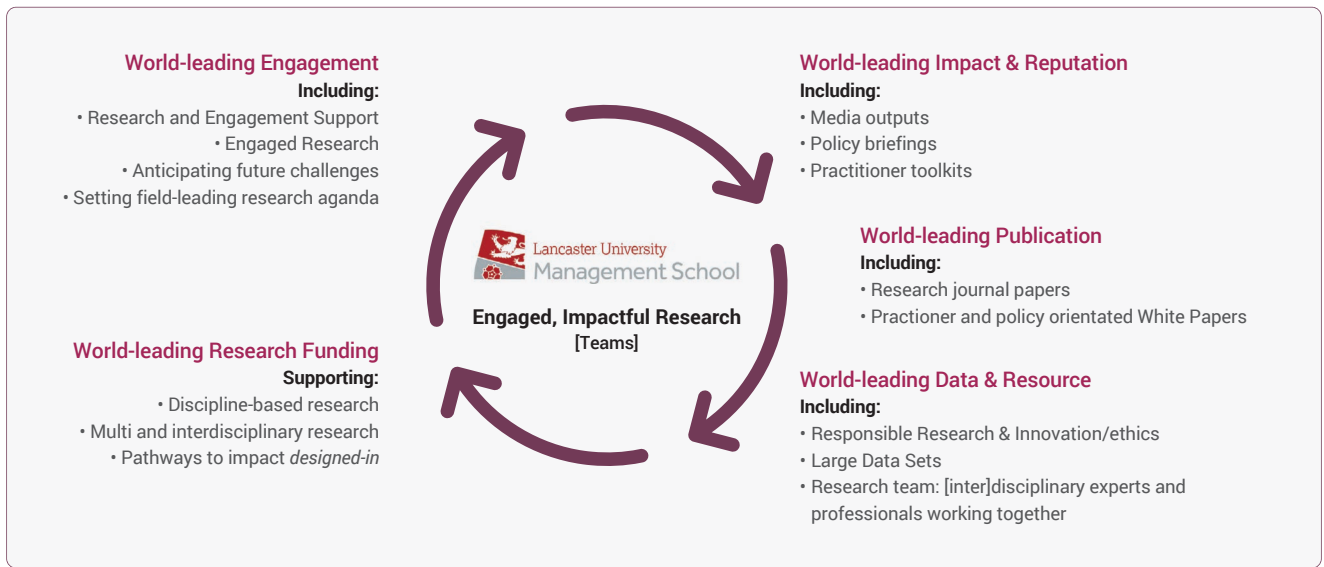 World-leading Engagement
Including:
• Research and Engagement Support
• Engaged Research
• Anticipating future challenges
• Setting field-leading research aganda
World-leading Impact & Reputation
Including:
• Media outputs
• Policy briefings
• Practitioner toolkits
Lancaster University
Management School
Engaged, Impactful Research
[Teams]
World-leading Publication
Including:
• Research journal papers
• Practioner and policy orientated White Papers
World-leading Research Funding
Supporting:
• Discipline-based research
• Multi and interdisciplinary research
• Pathways to impact designed-in
World-leading Data & Resource
Including:
• Responsible Research & Innovation/ethics
• Large Data Sets
• Research team: [inter]disciplinary experts and
professionals working together